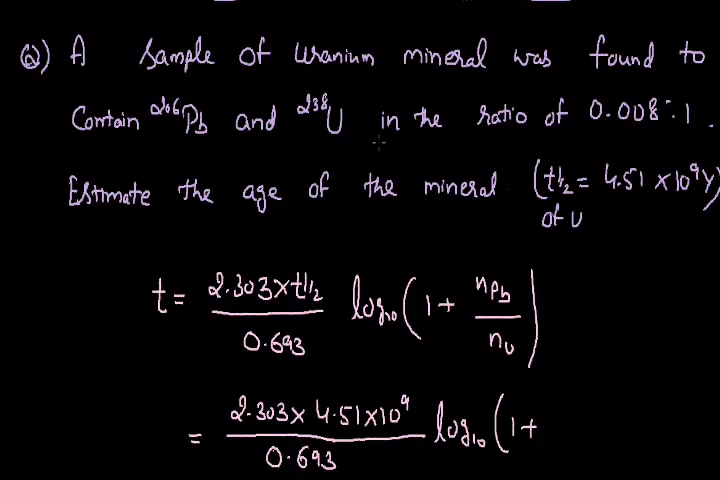 Q) A Sample of Uranium mineral was found to
Contain ²⁰⁶Pb and ²³⁸U in the ratio of 0.008:1.
Estimate the age of the mineral (t1/2 = 4.51 x 10⁹ Y)
of U
t = 2.303 x t1/2 / 0.693 log₁₀ (1 + nPb / nU)
= 2.303 x 4.51 x 10⁹ / 0.693 log₁₀ (1 +